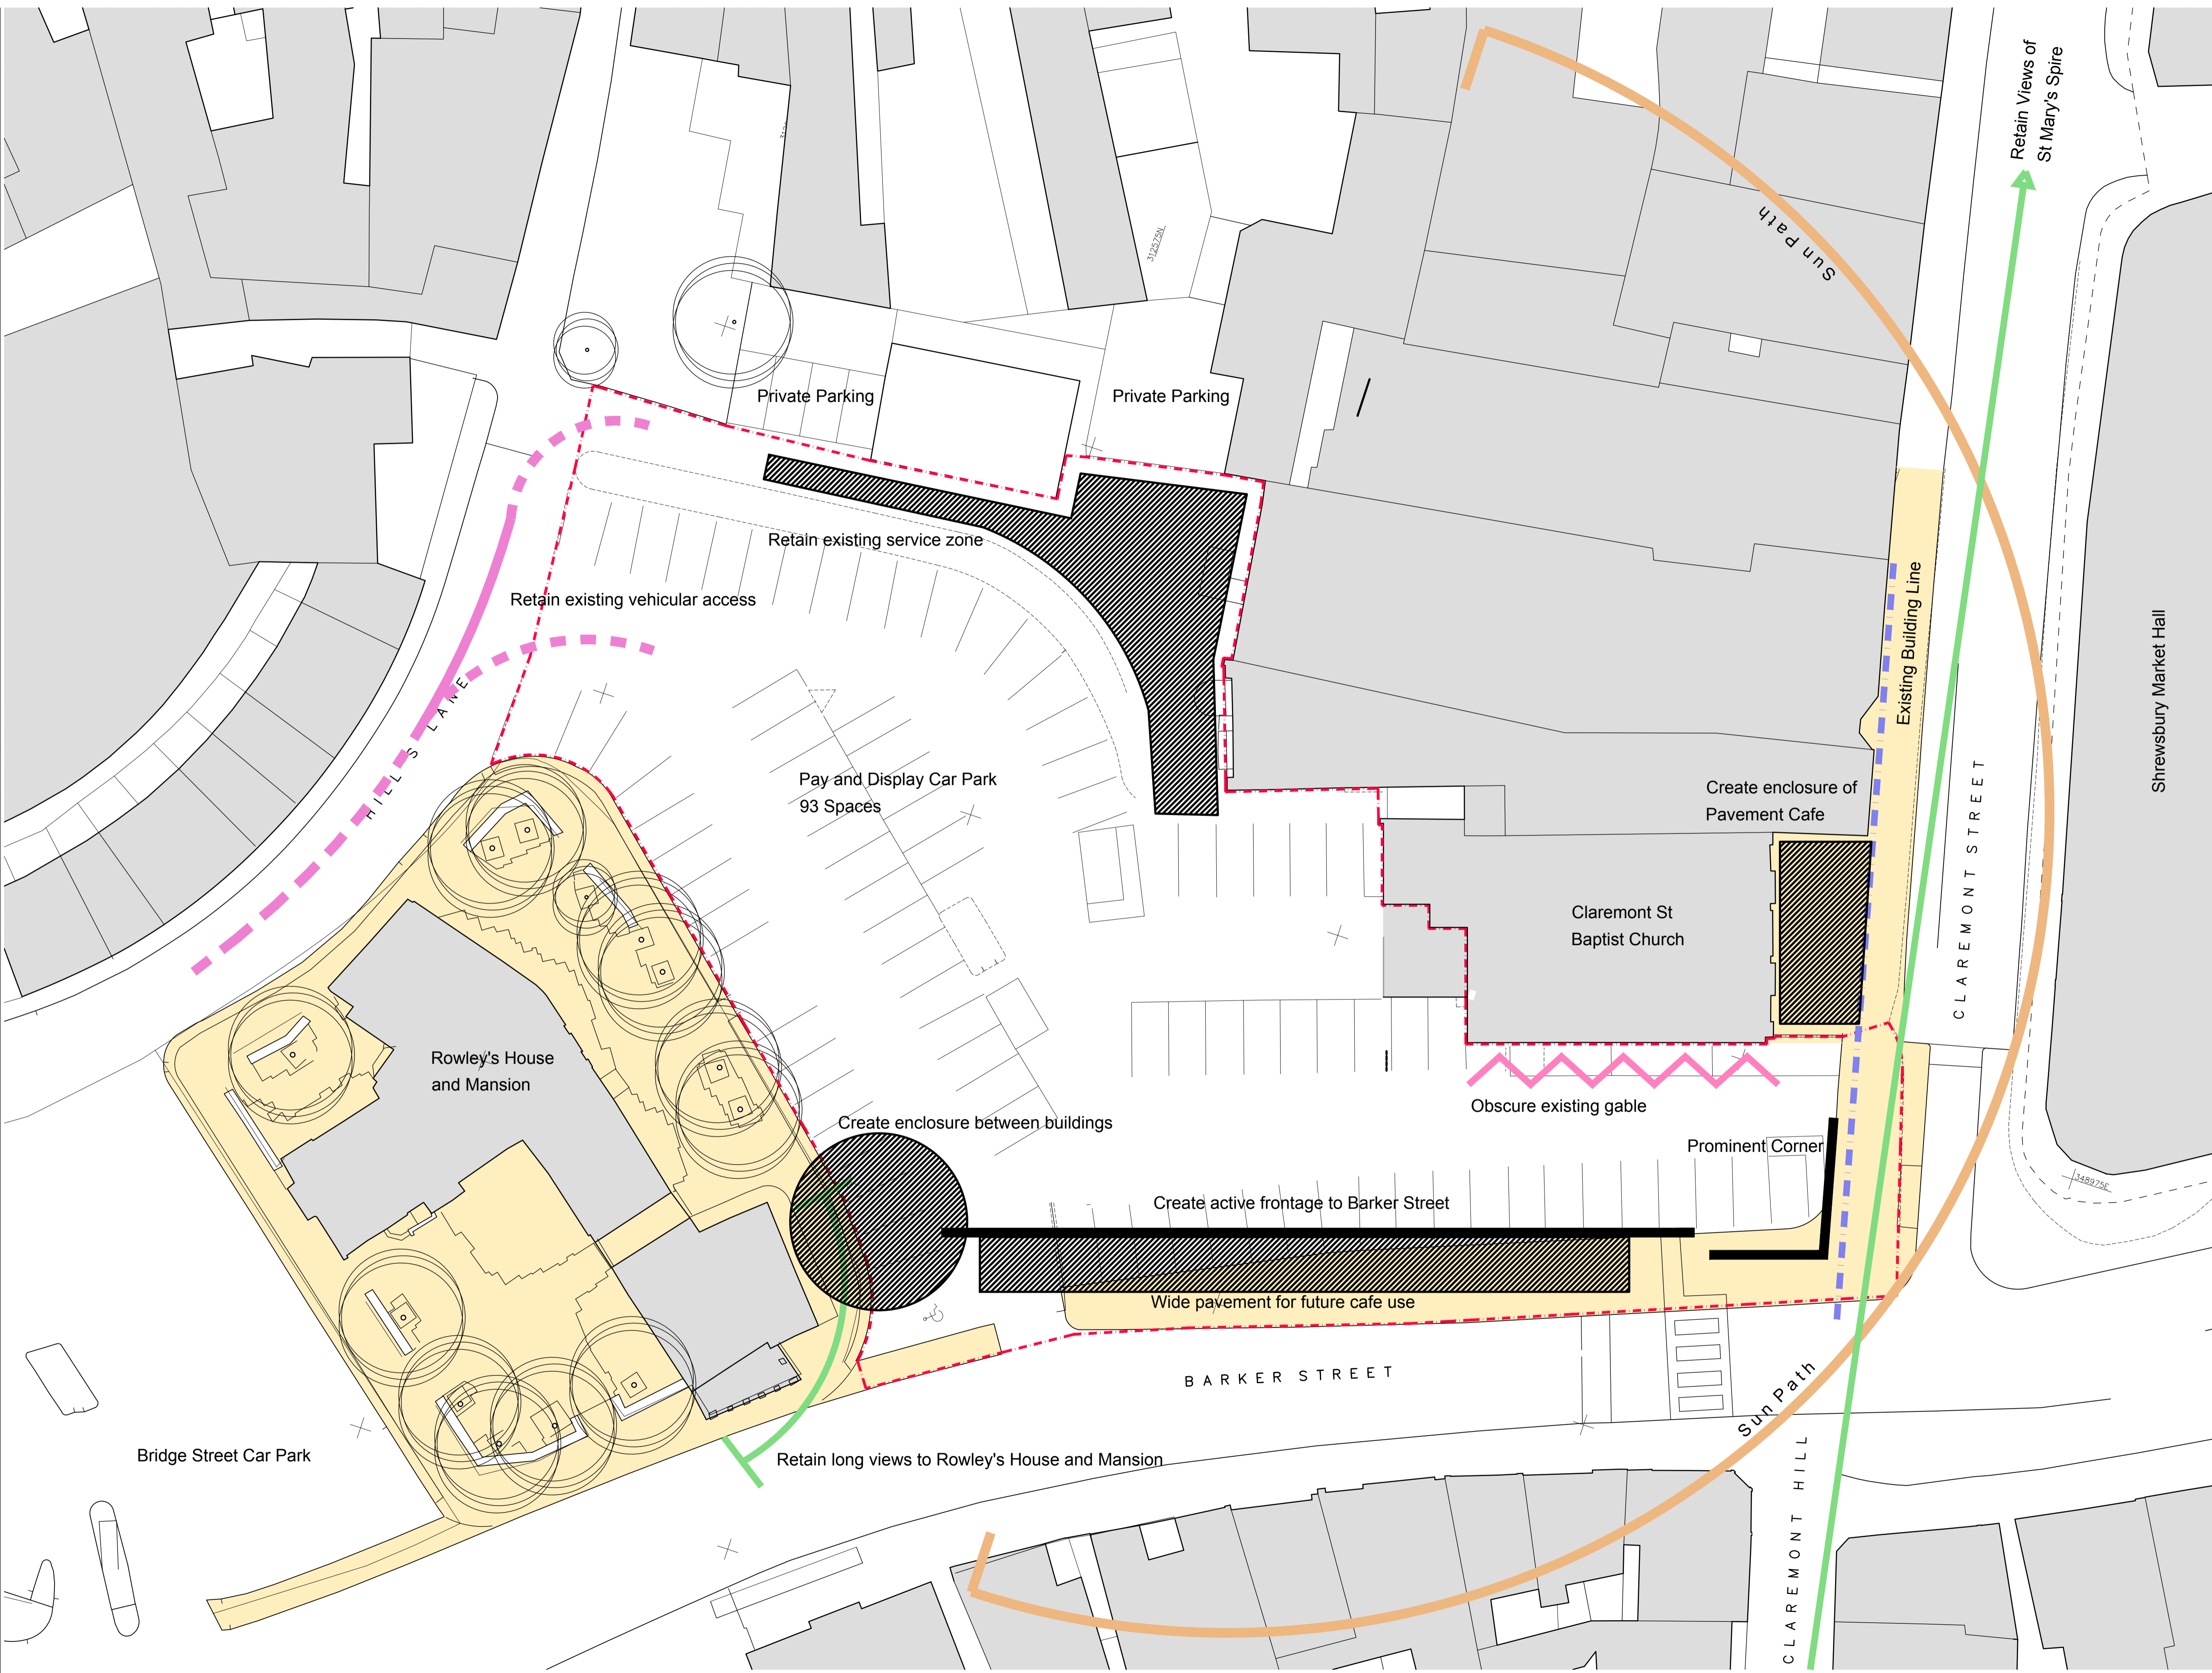 Retain Views of
St Mary's Spire
Sun Path
312575N
Private Parking
Private Parking
Retain existing service zone
Retain existing vehicular access
Existing Building Line
Shrewsbury Market Hall
HILL'S LANE
Pay and Display Car Park
93 Spaces
Create enclosure of
Pavement Cafe
CLAREMONT STREET
Claremont St
Baptist Church
Rowley's House
and Mansion
Obscure existing gable
Create enclosure between buildings
Prominent Corner
348975E
Create active frontage to Barker Street
Wide pavement for future cafe use
BARKER STREET
Sun Path
Bridge Street Car Park
Retain long views to Rowley's House and Mansion
CLAREMONT HILL